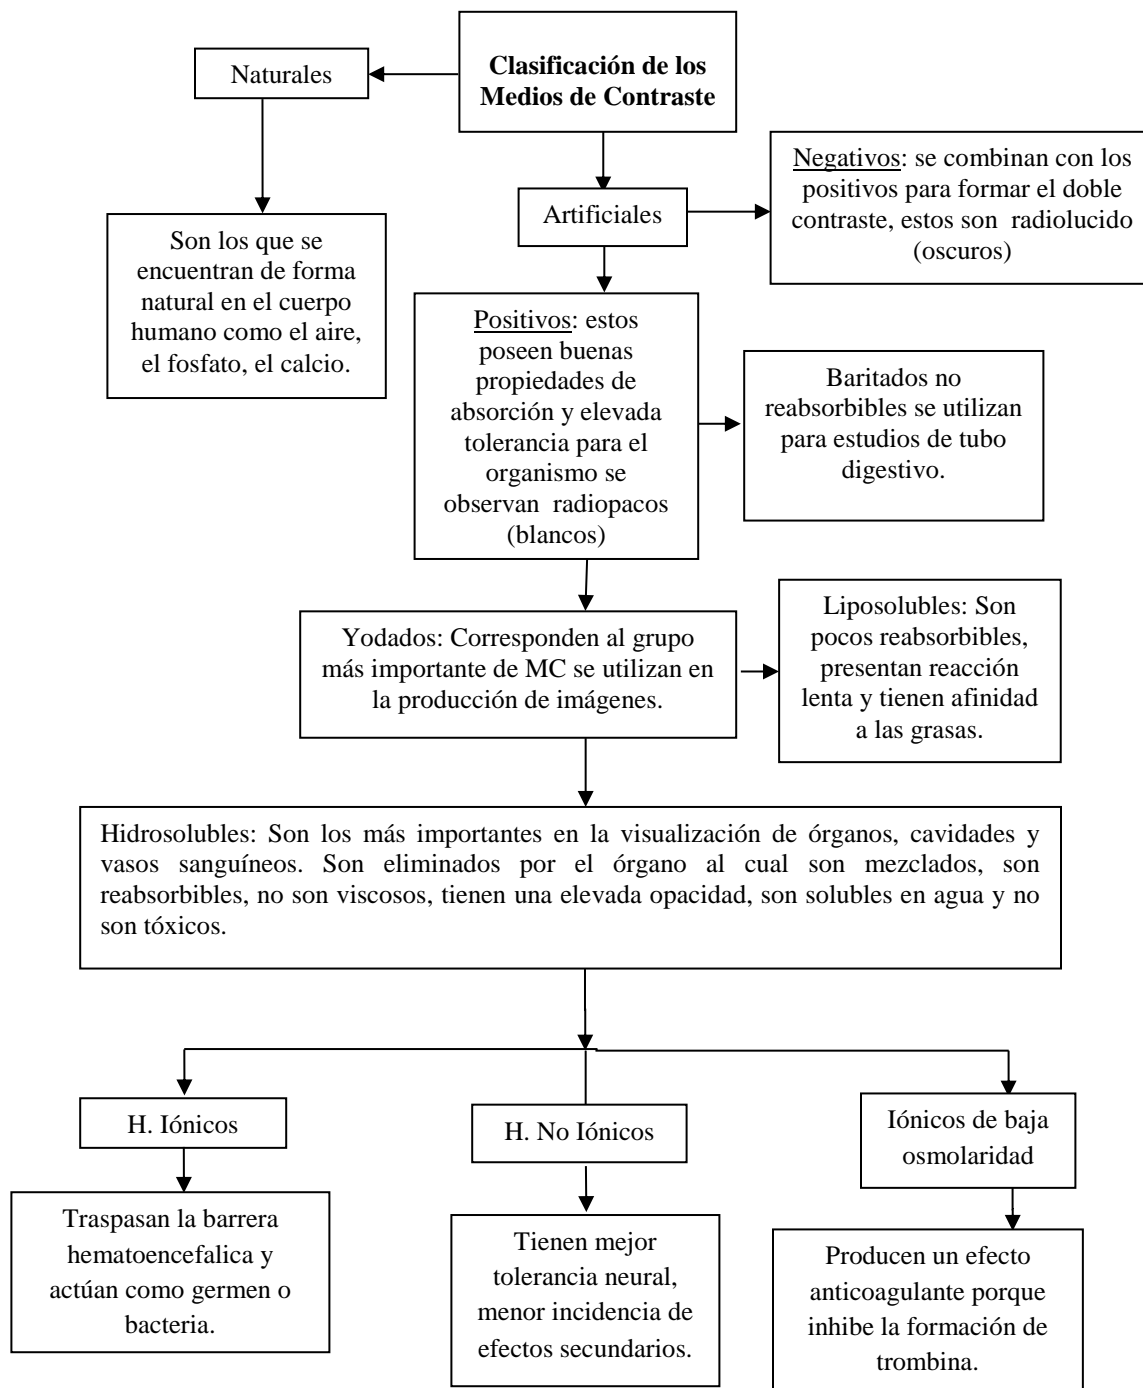 Clasificación de los
Medios de Contraste
Naturales
Son los que se
encuentran de forma
natural en el cuerpo
humano como el aire,
el fosfato, el calcio.
Artificiales
Negativos: se combinan con los
positivos para formar el doble
contraste, estos son radiolucido
(oscuros)
Positivos: estos
poseen buenas
propiedades de
absorción y elevada
tolerancia para el
organismo se
observan radiopacos
(blancos)
Baritados no
reabsorbibles se utilizan
para estudios de tubo
digestivo.
Yodados: Corresponden al grupo
más importante de MC se utilizan en
la producción de imágenes.
Liposolubles: Son
pocos reabsorbibles,
presentan reacción
lenta y tienen afinidad
a las grasas.
Hidrosolubles: Son los más importantes en la visualización de órganos, cavidades y
vasos sanguíneos. Son eliminados por el órgano al cual son mezclados, son
reabsorbibles, no son viscosos, tienen una elevada opacidad, son solubles en agua y no
son tóxicos.
H. Iónicos
Traspasan la barrera
hematoencefalica y
actúan como germen o
bacteria.
H. No Iónicos
Tienen mejor
tolerancia neural,
menor incidencia de
efectos secundarios.
Iónicos de baja
osmolaridad
Producen un efecto
anticoagulante porque
inhibe la formación de
trombina.